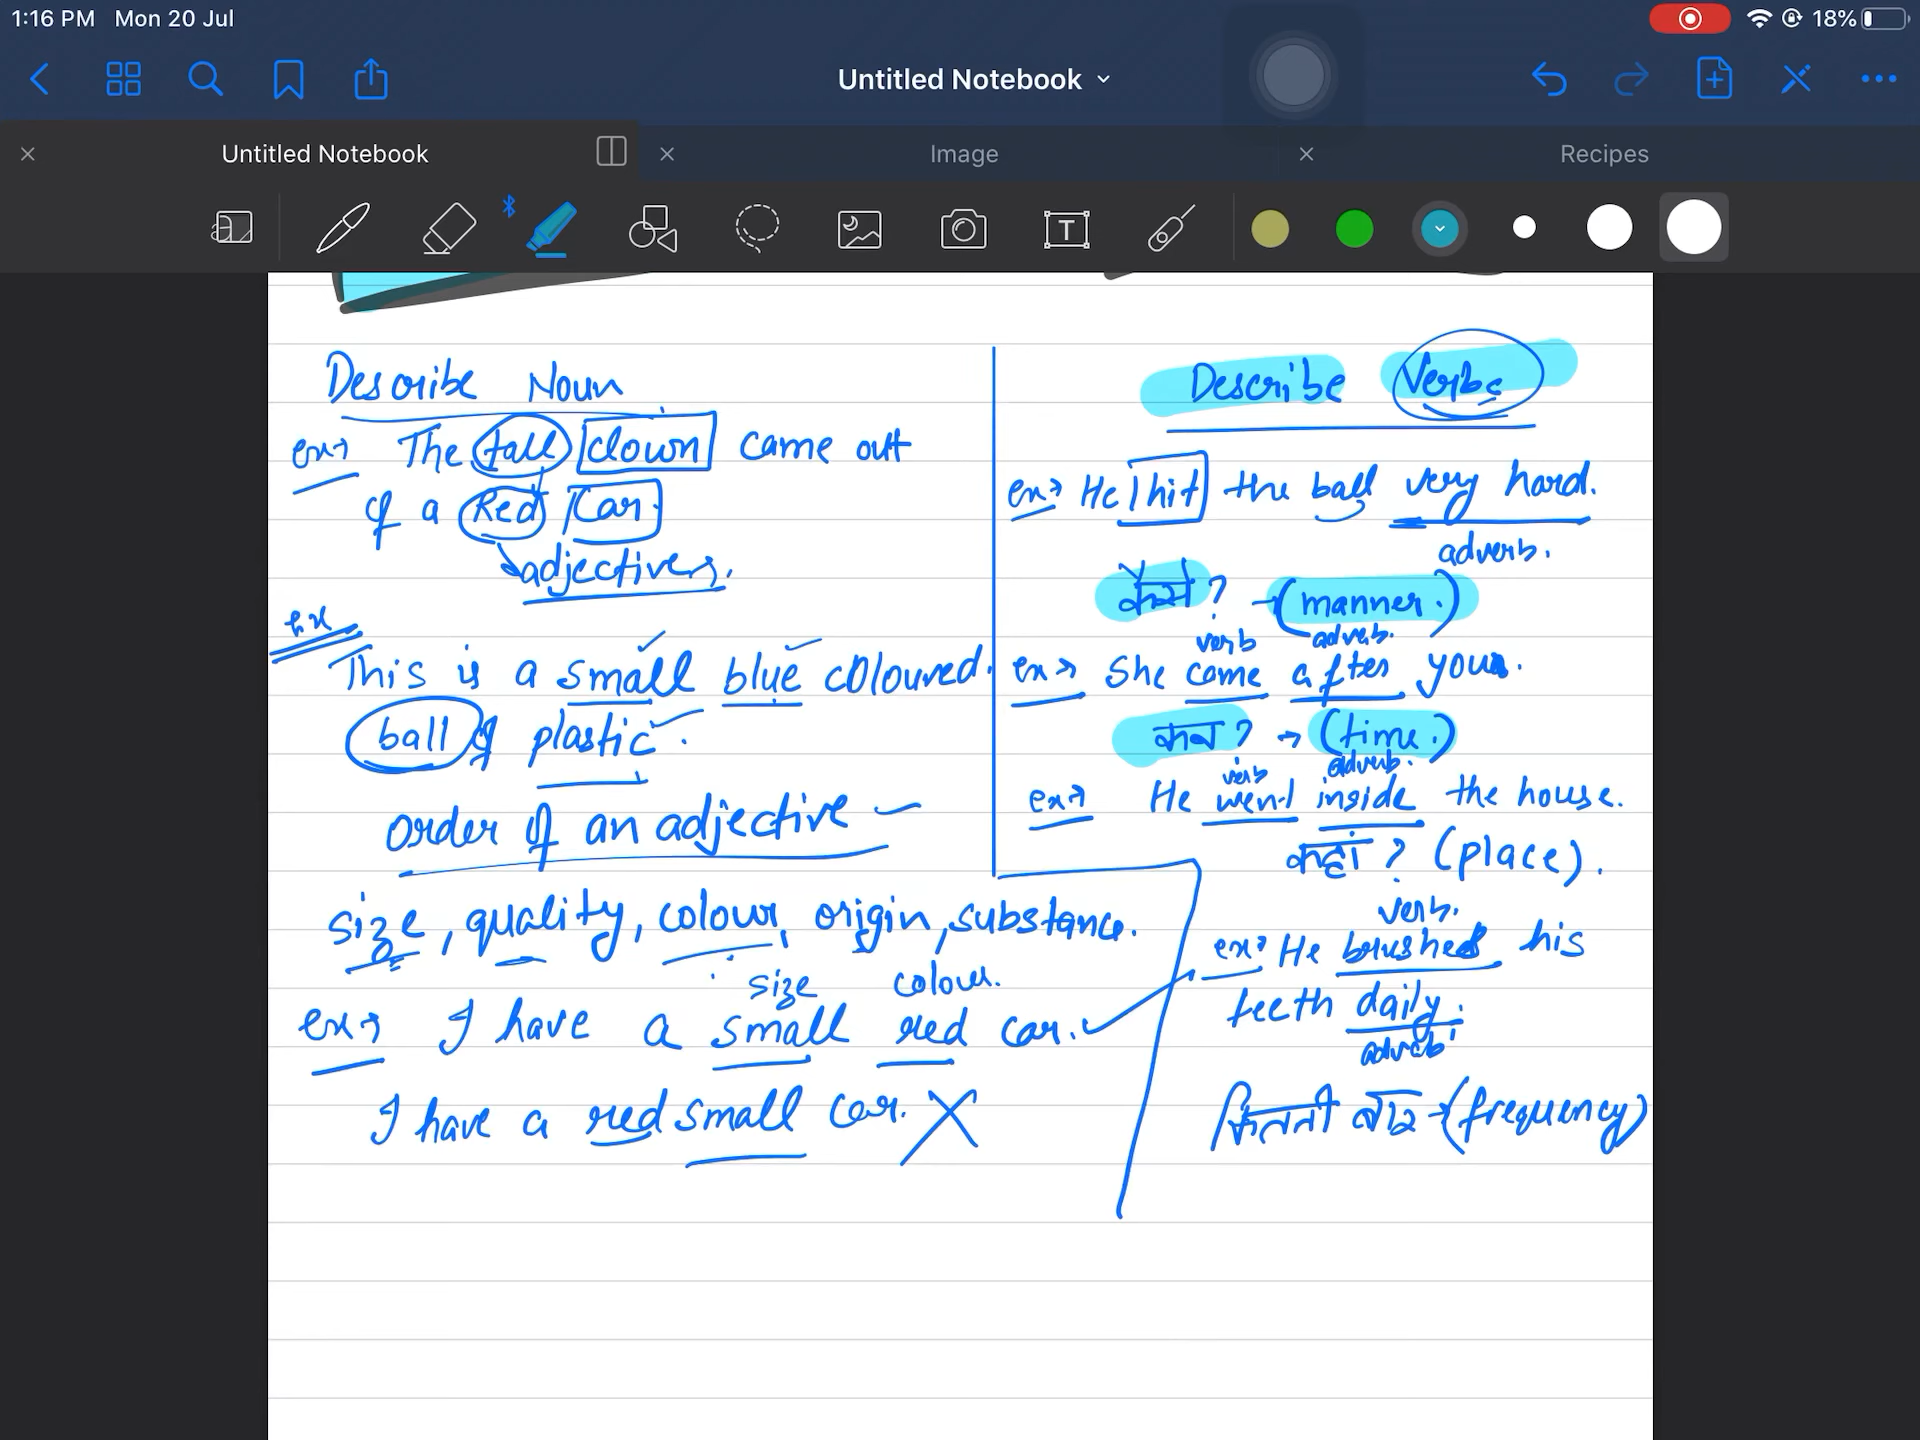 1:16 PM Mon 20 Jul
18%
Untitled Notebook
Untitled Notebook
Image
Recipes
T
Describe Noun
ex→ The tall clown came out
of a Red Car.
adjectives.
ex
This is a small blue coloured
ball of plastic.
order of an adjective –
size, quality, colour, origin, substance.
size colour.
ex→ I have a small red car. ✓
I have a red small car. X
Describe Verbs
ex→ He hit the ball very hard.
adverb.
कैसे? → (manner.)
verb adverb.
ex→ She came after you.
कब? → (time.)
verb adverb.
ex→ He went inside the house.
कहाँ? (place).
verb.
ex→ He brushed his
teeth daily.
adverb
कितनी बार → (frequency)